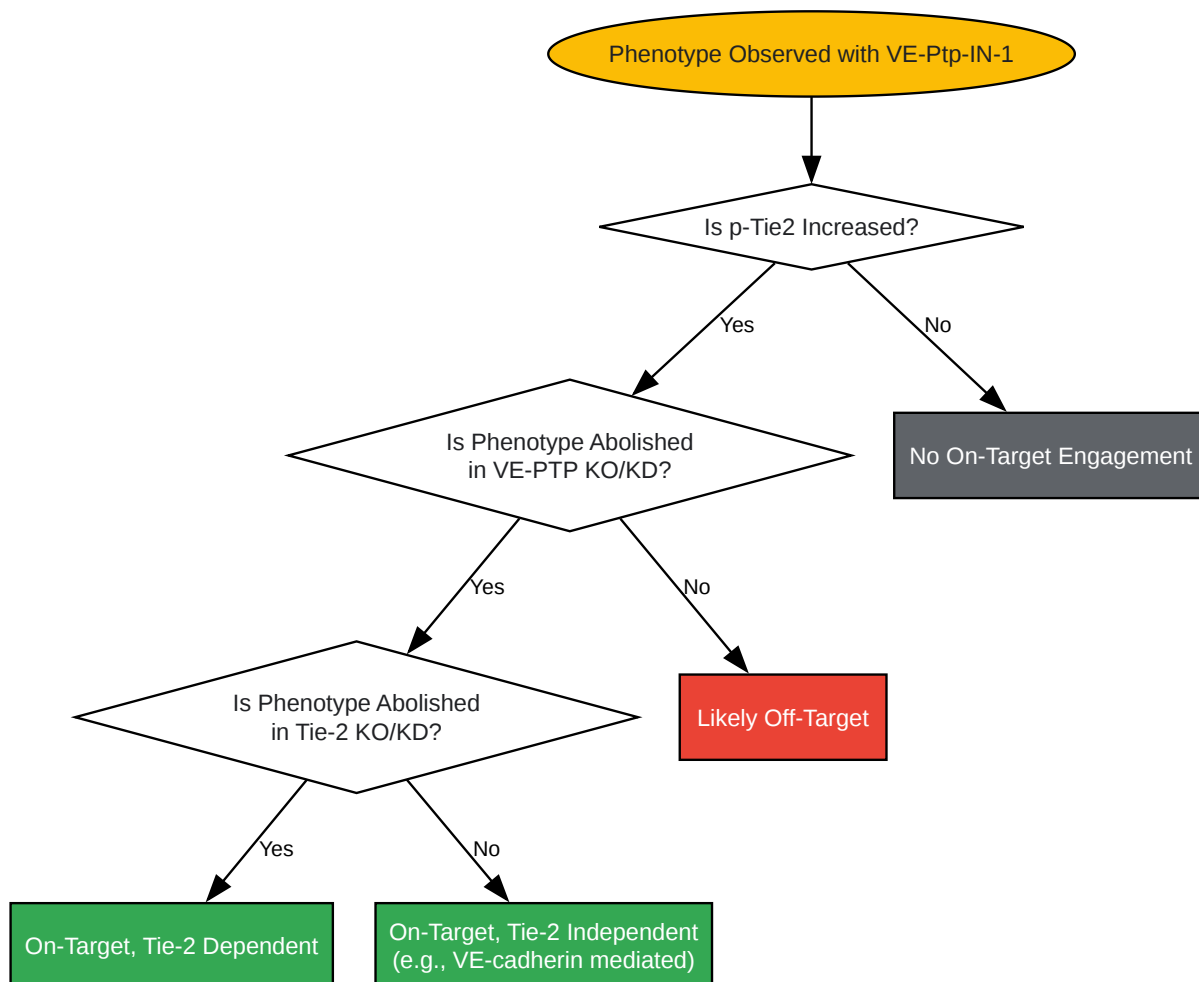 Phenotype Observed with VE-Ptp-IN-1
Is p-Tie2 Increased?
Yes
No
Is Phenotype Abolished
in VE-PTP KO/KD?
No On-Target Engagement
Yes
No
Is Phenotype Abolished
in Tie-2 KO/KD?
Likely Off-Target
Yes
No
On-Target, Tie-2 Dependent
On-Target, Tie-2 Independent
(e.g., VE-cadherin mediated)